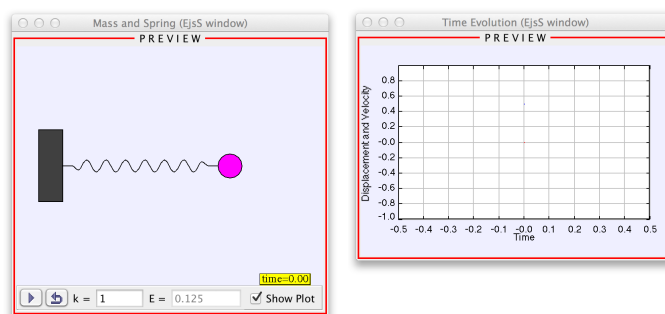 Mass and Spring (EjsS window)
PREVIEW
time=0.00
k = 1 E = 0.125 Show Plot
Time Evolution (EjsS window)
PREVIEW
Displacement and Velocity
0.8
0.6
0.4
0.2
-0.0
-0.2
-0.4
-0.6
-0.8
-1.0
-0.5 -0.4 -0.3 -0.2 -0.1 -0.0 0.1 0.2 0.3 0.4 0.5
Time